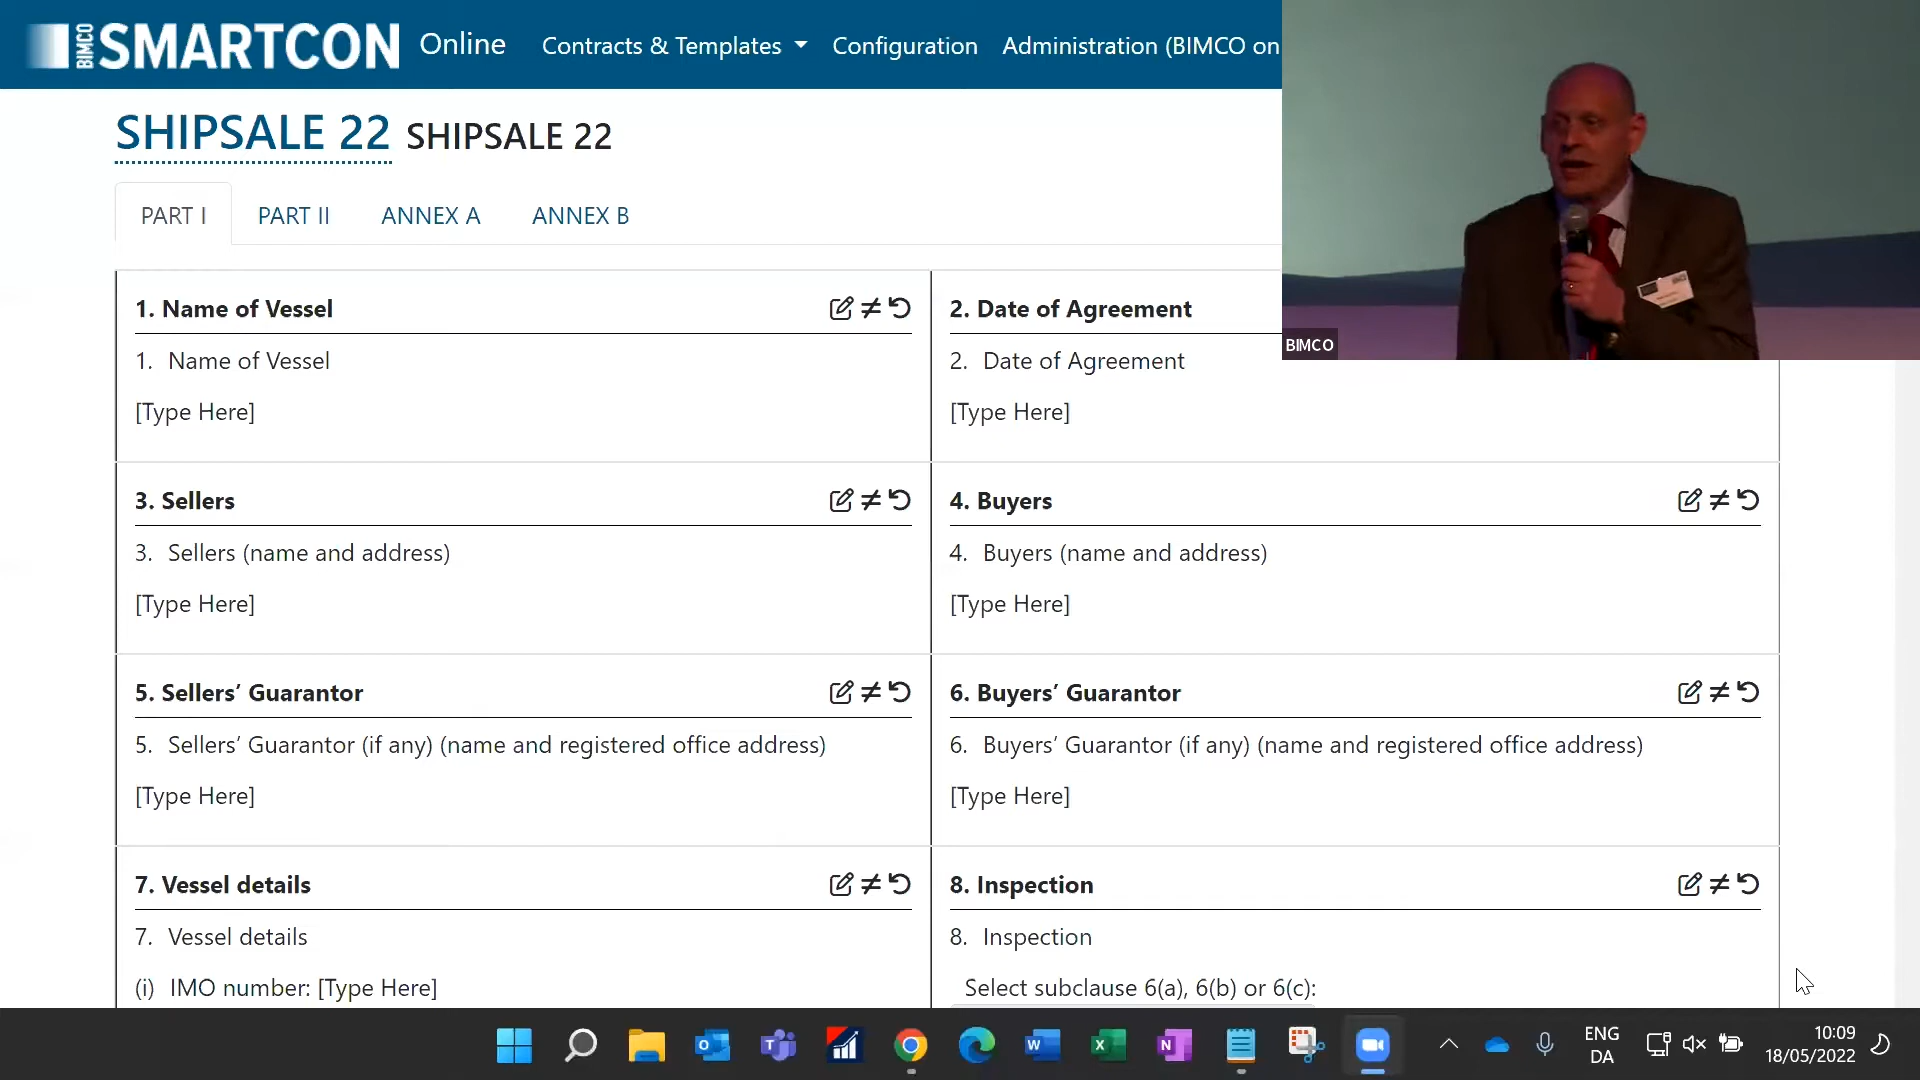 BIMCO SMARTCON Online Contracts & Templates Configuration Administration (BIMCO on
SHIPSALE 22 SHIPSALE 22
PART I PART II ANNEX A ANNEX B
1. Name of Vessel
1. Name of Vessel
[Type Here]
2. Date of Agreement
2. Date of Agreement
[Type Here]
BIMCO
3. Sellers
3. Sellers (name and address)
[Type Here]
4. Buyers
4. Buyers (name and address)
[Type Here]
5. Sellers’ Guarantor
5. Sellers’ Guarantor (if any) (name and registered office address)
[Type Here]
6. Buyers’ Guarantor
6. Buyers’ Guarantor (if any) (name and registered office address)
[Type Here]
7. Vessel details
7. Vessel details
(i) IMO number: [Type Here]
8. Inspection
8. Inspection
Select subclause 6(a), 6(b) or 6(c):
ENG
DA
10:09
18/05/2022